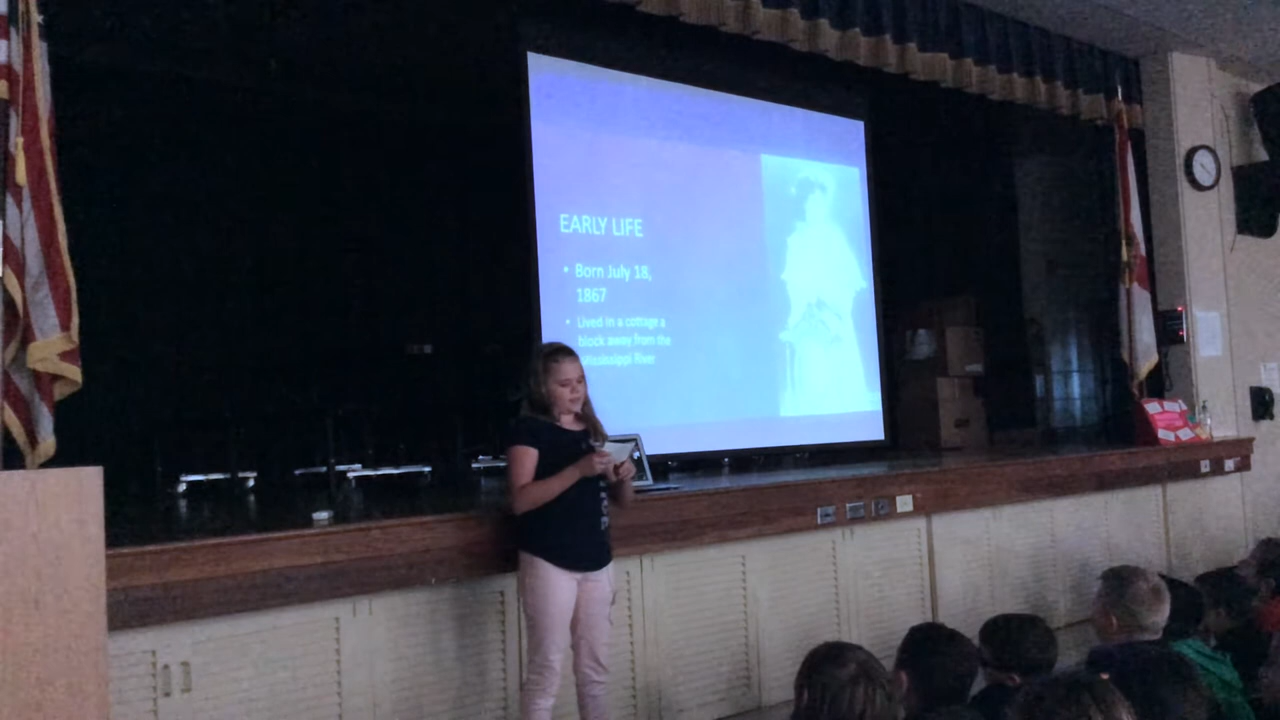 EARLY LIFE
• Born July 18,
1867
• Lived in a cottage a
block away from the
Mississippi River